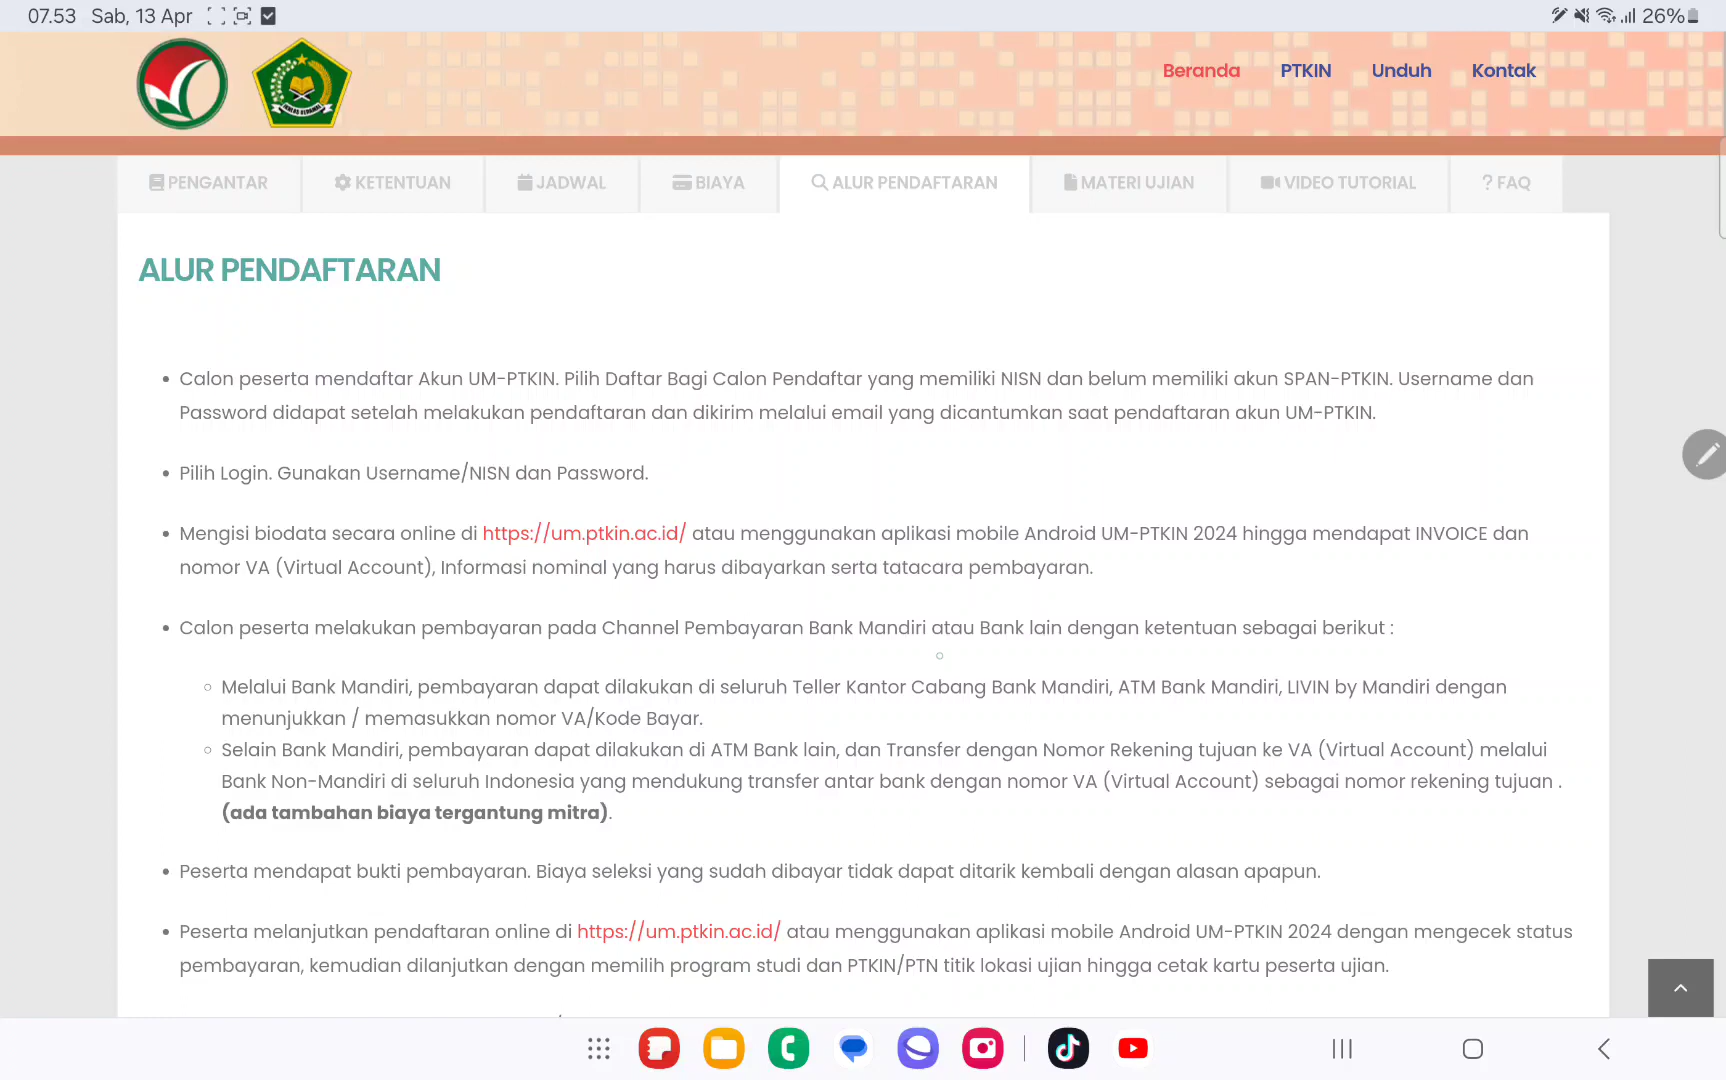 07.53 Sab, 13 Apr
26%
Beranda PTKIN Unduh Kontak
PENGANTAR KETENTUAN JADWAL BIAYA ALUR PENDAFTARAN MATERI UJIAN VIDEO TUTORIAL ? FAQ
ALUR PENDAFTARAN
• Calon peserta mendaftar Akun UM-PTKIN. Pilih Daftar Bagi Calon Pendaftar yang memiliki NISN dan belum memiliki akun SPAN-PTKIN. Username dan
Password didapat setelah melakukan pendaftaran dan dikirim melalui email yang dicantumkan saat pendaftaran akun UM-PTKIN.
• Pilih Login. Gunakan Username/NISN dan Password.
• Mengisi biodata secara online di https://um.ptkin.ac.id/ atau menggunakan aplikasi mobile Android UM-PTKIN 2024 hingga mendapat INVOICE dan
nomor VA (Virtual Account), Informasi nominal yang harus dibayarkan serta tatacara pembayaran.
• Calon peserta melakukan pembayaran pada Channel Pembayaran Bank Mandiri atau Bank lain dengan ketentuan sebagai berikut :
◦ Melalui Bank Mandiri, pembayaran dapat dilakukan di seluruh Teller Kantor Cabang Bank Mandiri, ATM Bank Mandiri, LIVIN by Mandiri dengan
menunjukkan / memasukkan nomor VA/Kode Bayar.
◦ Selain Bank Mandiri, pembayaran dapat dilakukan di ATM Bank lain, dan Transfer dengan Nomor Rekening tujuan ke VA (Virtual Account) melalui
Bank Non-Mandiri di seluruh Indonesia yang mendukung transfer antar bank dengan nomor VA (Virtual Account) sebagai nomor rekening tujuan .
(ada tambahan biaya tergantung mitra).
• Peserta mendapat bukti pembayaran. Biaya seleksi yang sudah dibayar tidak dapat ditarik kembali dengan alasan apapun.
• Peserta melanjutkan pendaftaran online di https://um.ptkin.ac.id/ atau menggunakan aplikasi mobile Android UM-PTKIN 2024 dengan mengecek status
pembayaran, kemudian dilanjutkan dengan memilih program studi dan PTKIN/PTN titik lokasi ujian hingga cetak kartu peserta ujian.